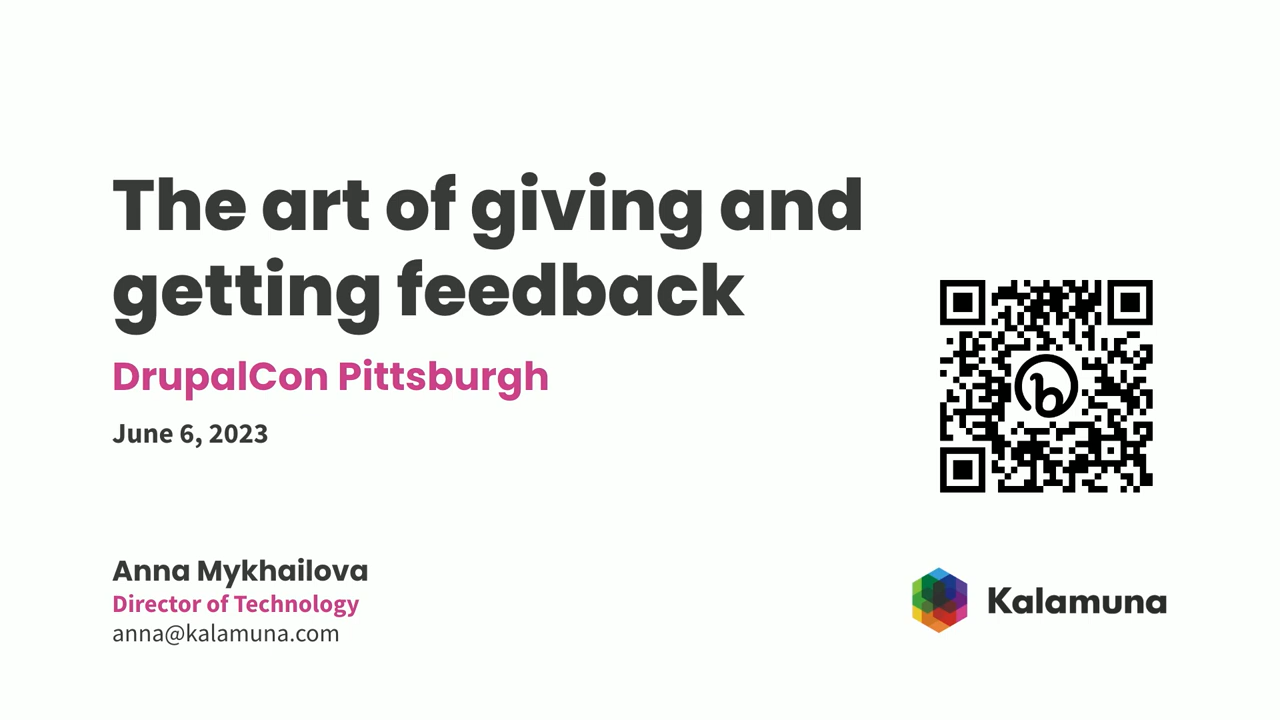 The art of giving and
getting feedback
DrupalCon Pittsburgh
June 6, 2023
Anna Mykhailova
Director of Technology
anna@kalamuna.com
Kalamuna